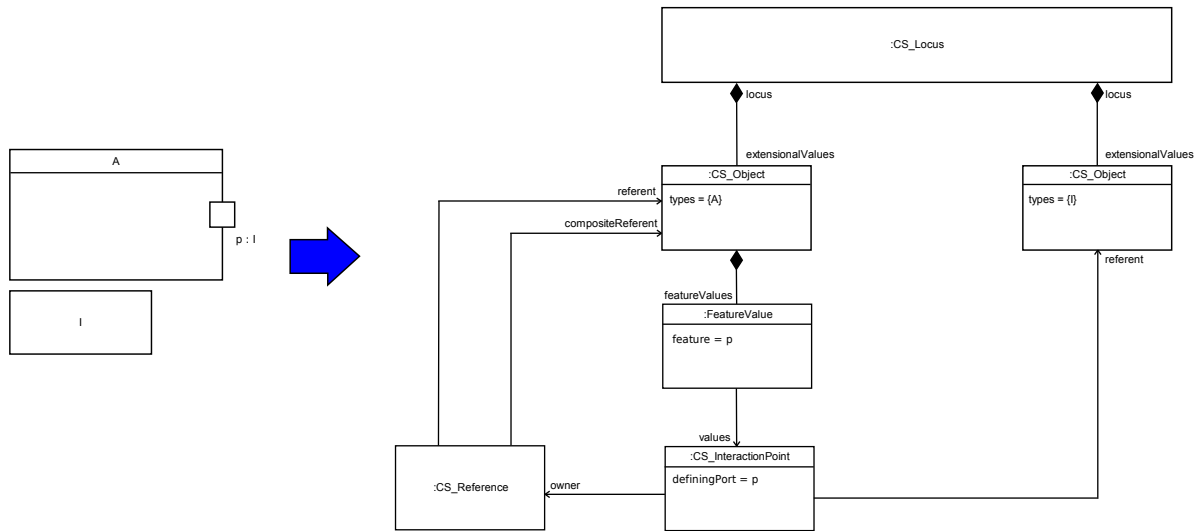 :CS_Locus
locus
locus
extensionalValues
extensionalValues
A
p : I
I
:CS_Object
types = {A}
:CS_Object
types = {I}
referent
compositeReferent
referent
featureValues
:FeatureValue
feature = p
values
:CS_InteractionPoint
definingPort = p
owner
:CS_Reference